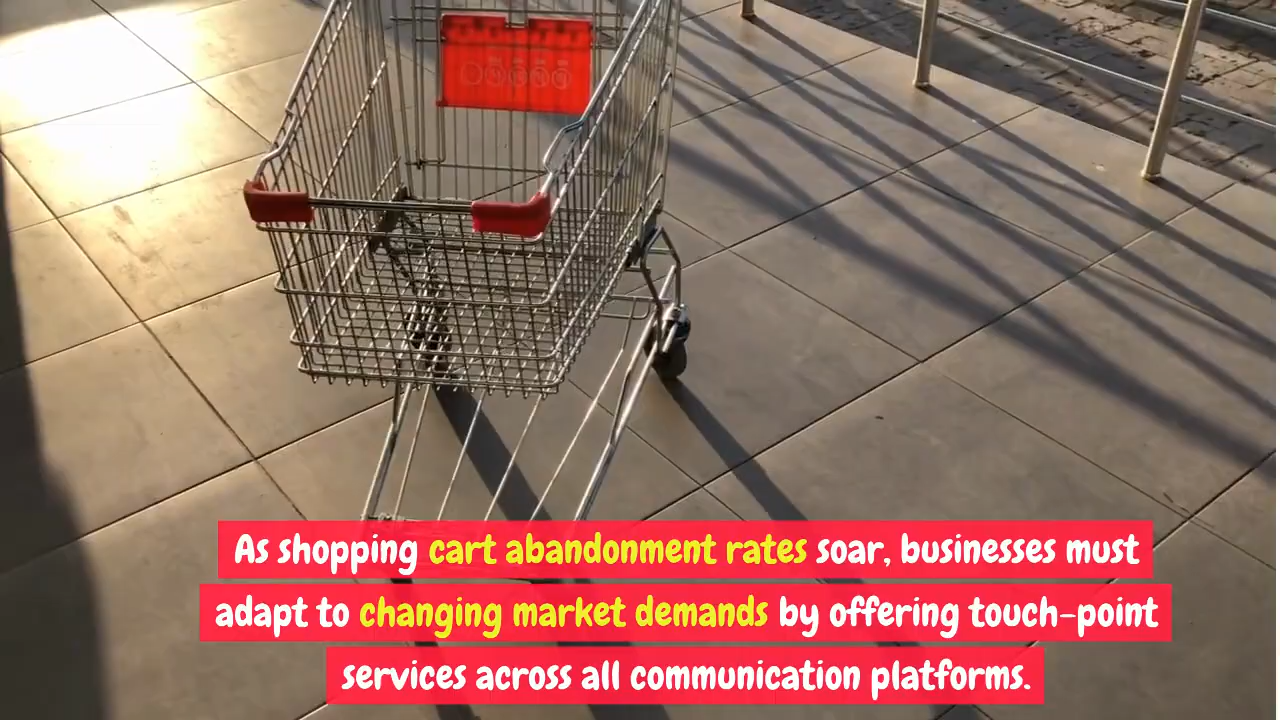 As shopping cart abandonment rates soar, businesses must
adapt to changing market demands by offering touch-point
services across all communication platforms.